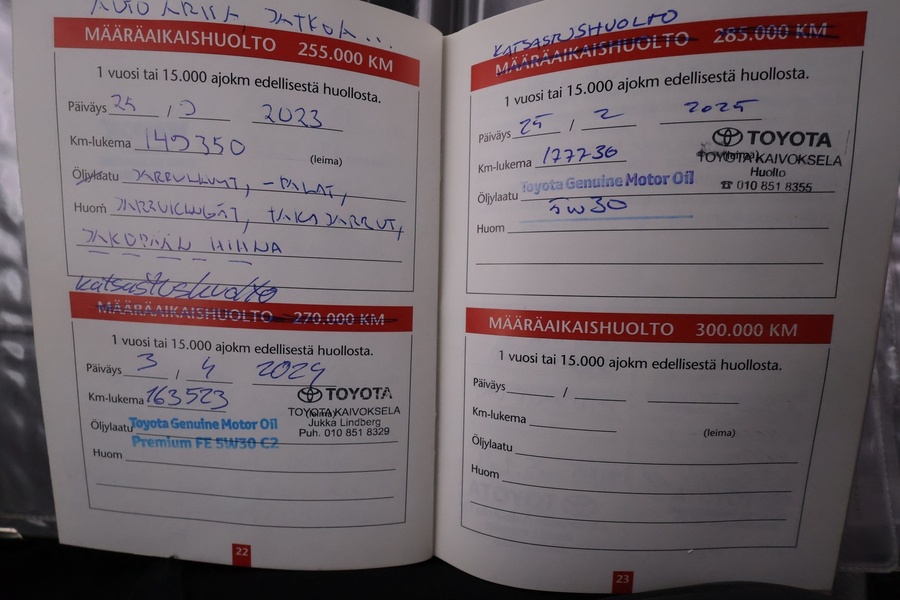 JATKOA...
MÄÄRÄAIKAISHUOLTO 255.000 KM
1 vuosi tai 15.000 ajokm edellisestä huollosta.
Päiväys 25 / 2023
Km-lukema
(leima)
Öljylaatu JARRULEVYT, -PALAT,
Huom TAKAJARRUT,
JAKOPÄÄN HIHNA
Katsastushuolto
MÄÄRÄAIKAISHUOLTO 270.000 KM
1 vuosi tai 15.000 ajokm edellisestä huollosta.
Päiväys 3 / 4 2024
Km-lukema 163523
TOYOTA
(leima)
TOYOTA KAIVOKSELA
Jukka Lindberg
Puh. 010 851 8329
Öljylaatu Toyota Genuine Motor Oil
Premium FE 5W30 C2
Huom
22
KATSASTUSHUOLTO
MÄÄRÄAIKAISHUOLTO 285.000 KM
1 vuosi tai 15.000 ajokm edellisestä huollosta.
Päiväys 25 / 2 2025
Km-lukema 177236
TOYOTA
(leima)
TOYOTA KAIVOKSELA
Huolto
☎ 010 851 8355
Öljylaatu Toyota Genuine Motor Oil
5W30
Huom
MÄÄRÄAIKAISHUOLTO 300.000 KM
1 vuosi tai 15.000 ajokm edellisestä huollosta.
Päiväys /
Km-lukema
(leima)
Öljylaatu
Huom
23